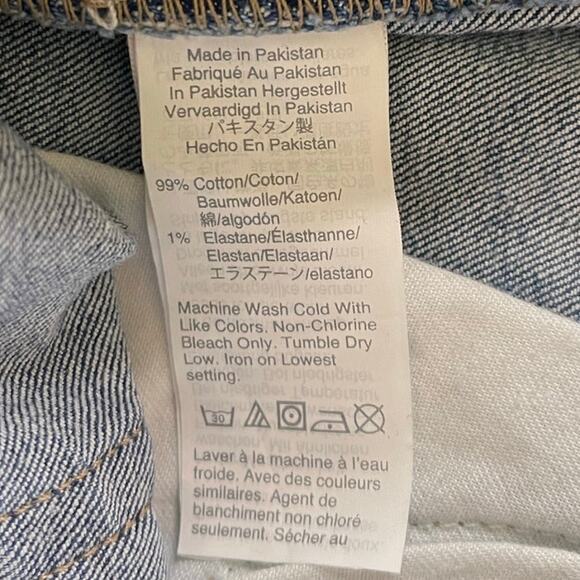 Made in Pakistan
Fabriqué Au Pakistan
In Pakistan Hergestellt
Vervaardigd In Pakistan
パキスタン製
Hecho En Pakistán
99% Cotton/Coton/
Baumwolle/Katoen/
綿/algodón
1% Elastane/Élasthanne/
Elastan/Elastaan/
エラステーン/elastano
Machine Wash Cold With
Like Colors. Non-Chlorine
Bleach Only. Tumble Dry
Low. Iron on Lowest
setting.
30
Laver à la machine à l'eau
froide. Avec des couleurs
similaires. Agent de
blanchiment non chloré
seulement. Sécher au